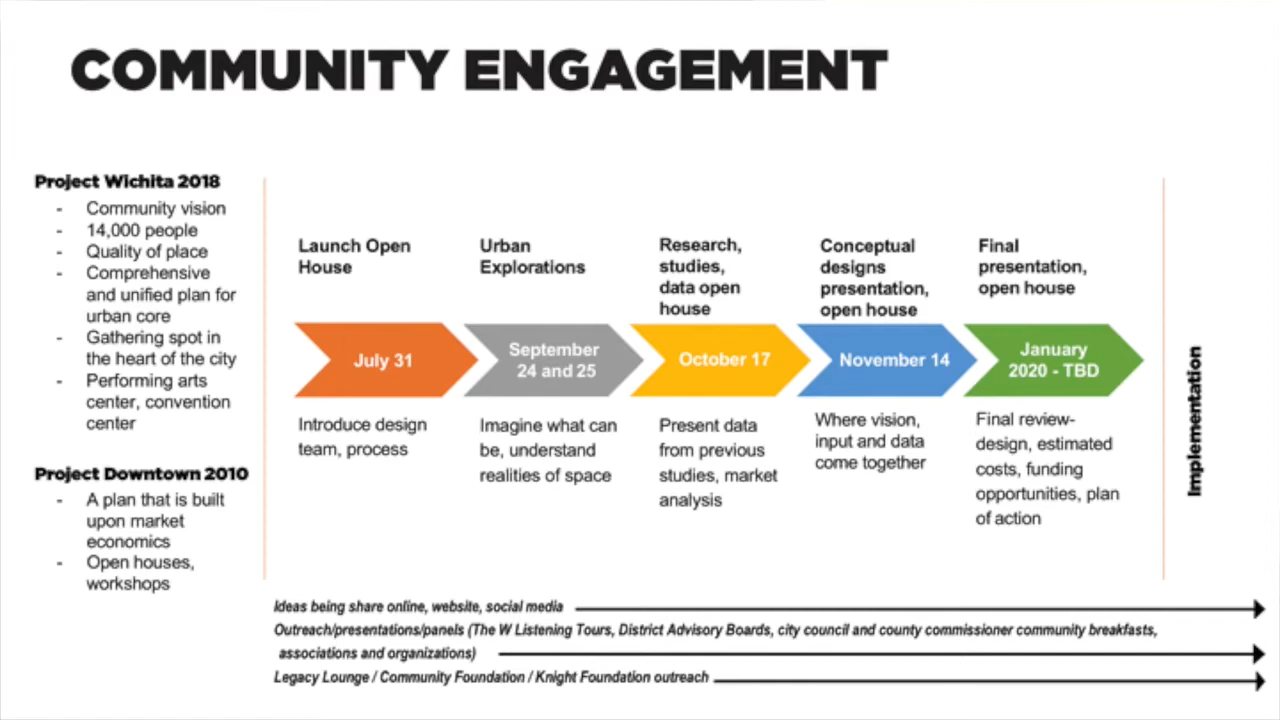 COMMUNITY ENGAGEMENT
Project Wichita 2018
- Community vision
- 14,000 people
- Quality of place
- Comprehensive
and unified plan for
urban core
- Gathering spot in
the heart of the city
- Performing arts
center, convention
center
Project Downtown 2010
- A plan that is built
upon market
economics
- Open houses,
workshops
Launch Open
House
July 31
Introduce design
team, process
Urban
Explorations
September
24 and 25
Imagine what can
be, understand
realities of space
Research,
studies,
data open
house
October 17
Present data
from previous
studies, market
analysis
Conceptual
designs
presentation,
open house
November 14
Where vision,
input and data
come together
Final
presentation,
open house
January
2020 - TBD
Final review-
design, estimated
costs, funding
opportunities, plan
of action
Implementation
Ideas being share online, website, social media
Outreach/presentations/panels (The W Listening Tours, District Advisory Boards, city council and county commissioner community breakfasts,
associations and organizations)
Legacy Lounge / Community Foundation / Knight Foundation outreach